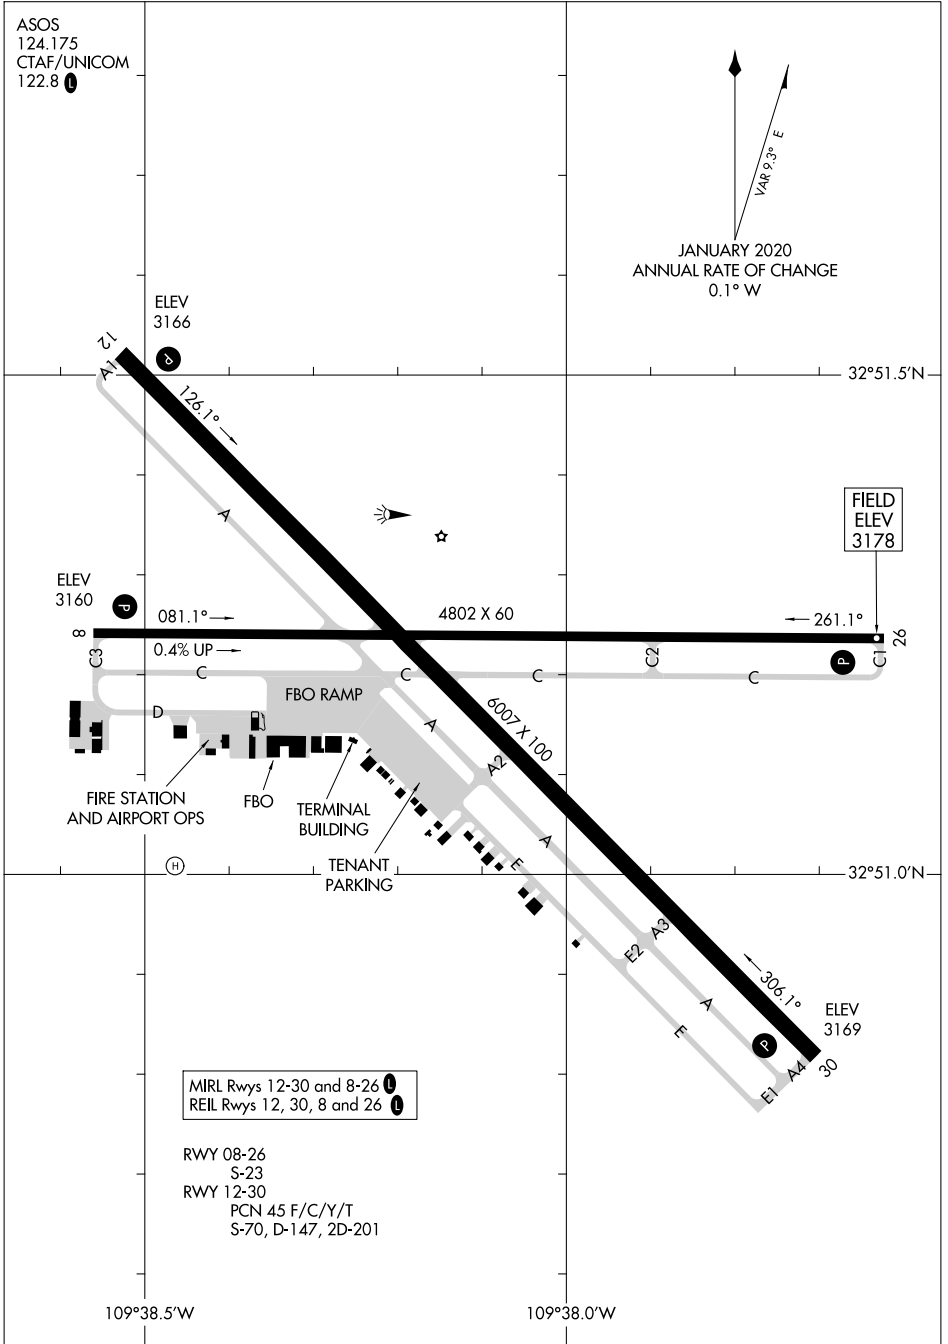 ASOS
124.175
CTAF/UNICOM
122.8 L
VAR 9.3° E
JANUARY 2020
ANNUAL RATE OF CHANGE
0.1° W
ELEV
3166
P
12
A1
32°51.5'N
126.1°
A
FIELD
ELEV
3178
ELEV
3160
P
081.1°
4802 X 60
261.1°
8
26
0.4% UP
C3
C
C
C
C2
C
P
C1
FBO RAMP
D
A
6007 X 100
A2
FIRE STATION
AND AIRPORT OPS
FBO
TERMINAL
BUILDING
TENANT
PARKING
A
E
H
32°51.0'N
A3
E2
306.1°
A
E
ELEV
3169
P
A4
30
E1
MIRL Rwys 12-30 and 8-26 L
REIL Rwys 12, 30, 8 and 26 L
RWY 08-26
S-23
RWY 12-30
PCN 45 F/C/Y/T
S-70, D-147, 2D-201
109°38.5'W
109°38.0'W